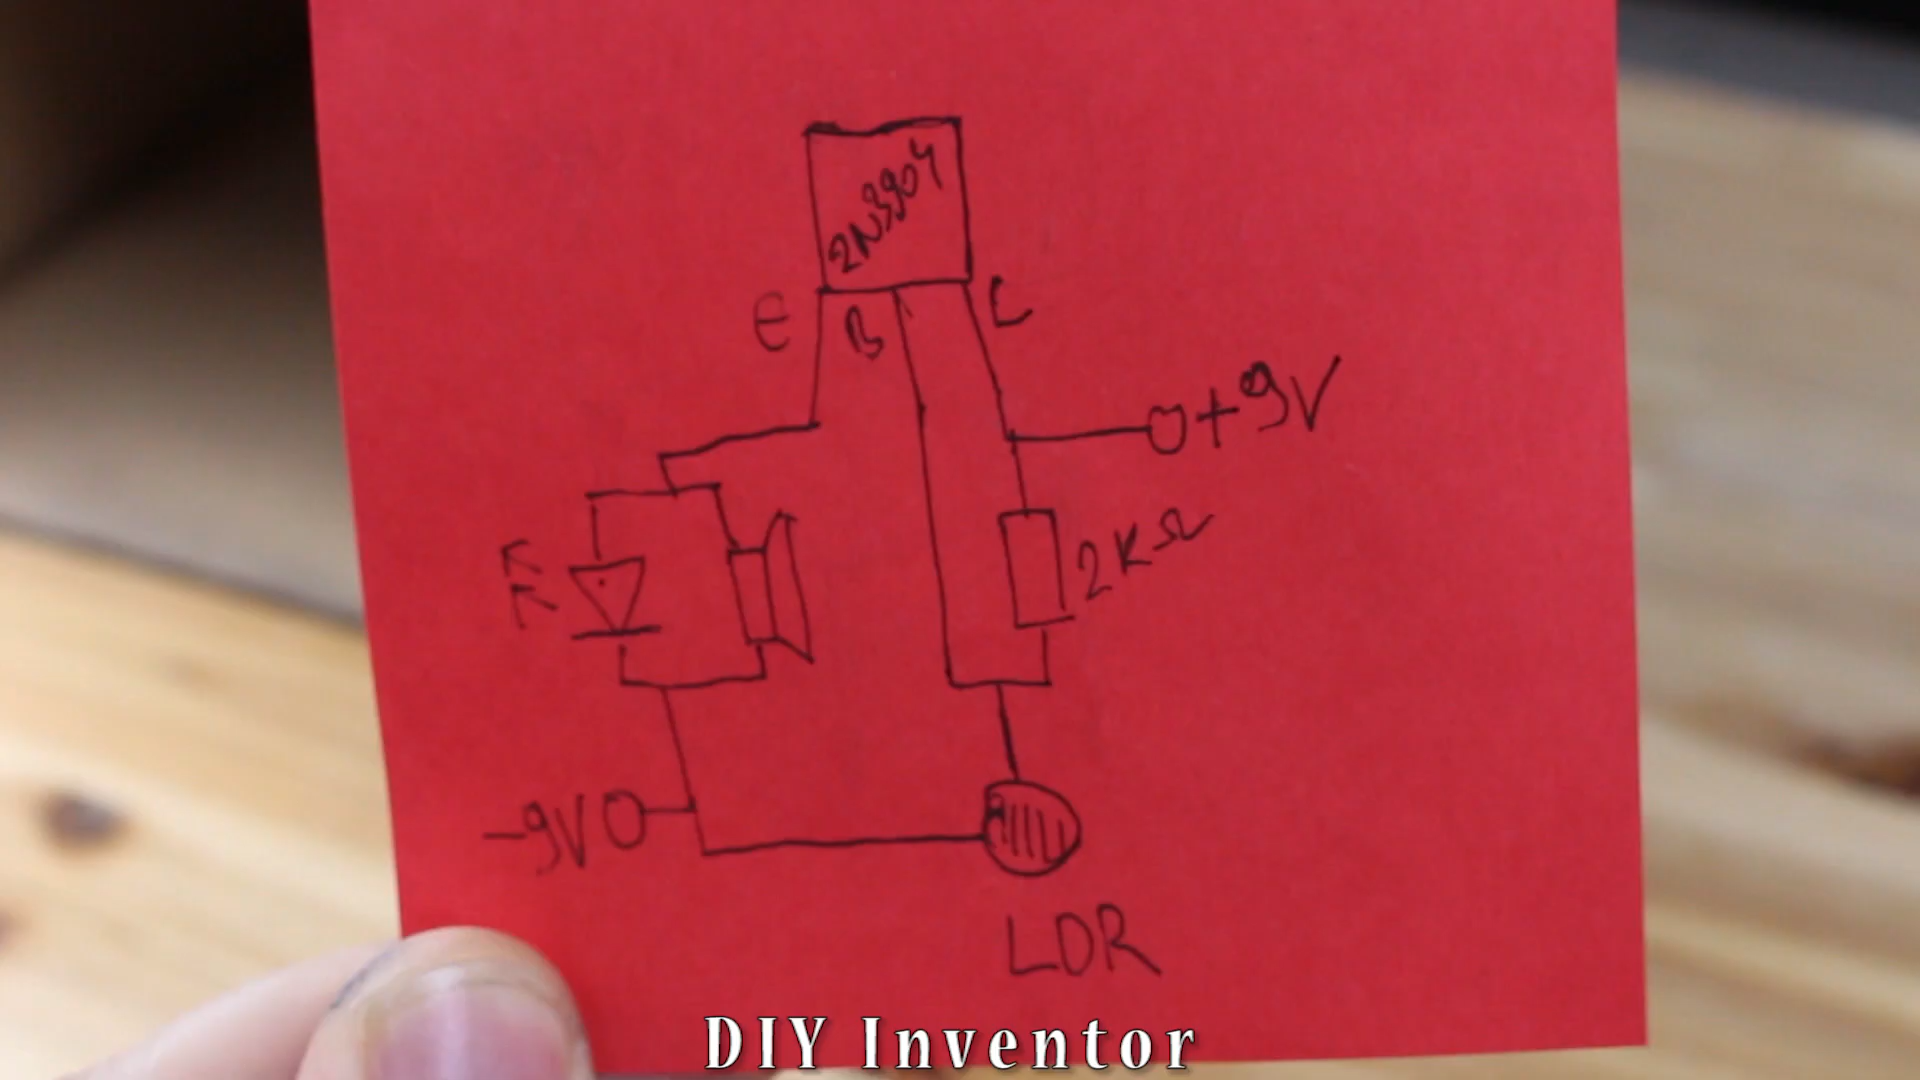 2N3904
E
B
C
+9V
2KΩ
-9V
LDR
DIY Inventor